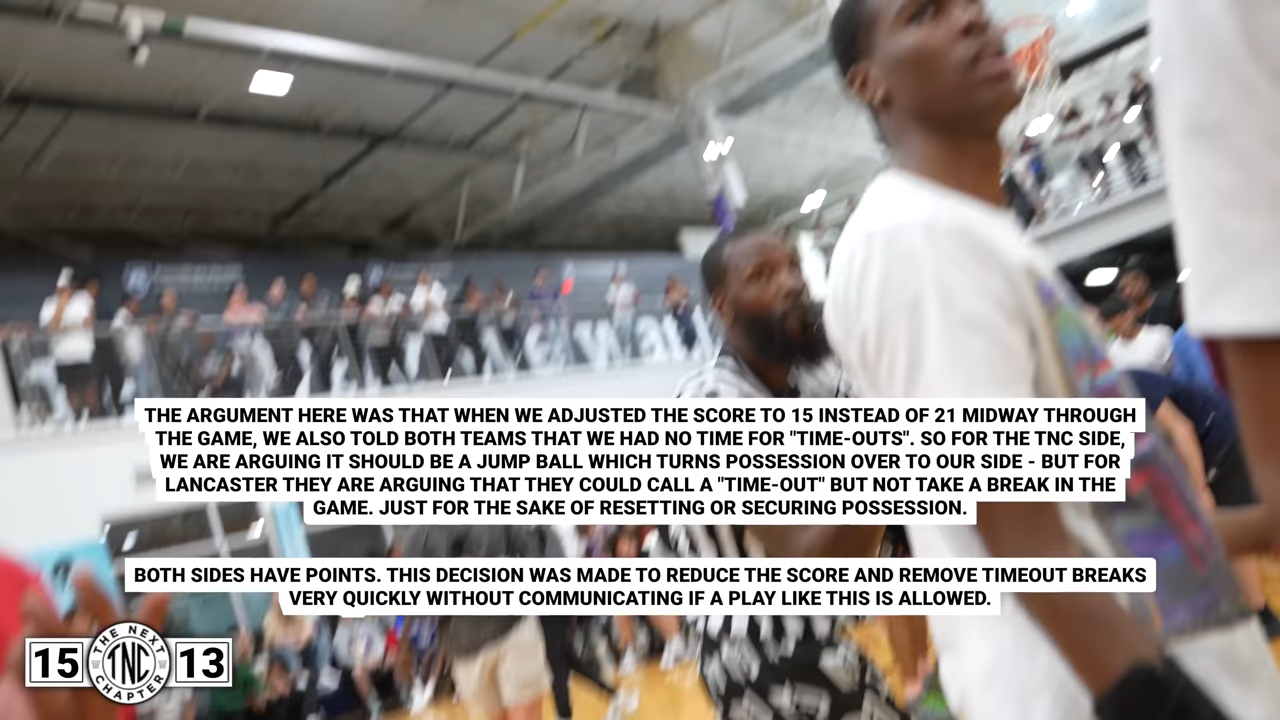 THE ARGUMENT HERE WAS THAT WHEN WE ADJUSTED THE SCORE TO 15 INSTEAD OF 21 MIDWAY THROUGH
THE GAME, WE ALSO TOLD BOTH TEAMS THAT WE HAD NO TIME FOR "TIME-OUTS". SO FOR THE TNC SIDE,
WE ARE ARGUING IT SHOULD BE A JUMP BALL WHICH TURNS POSSESSION OVER TO OUR SIDE - BUT FOR
LANCASTER THEY ARE ARGUING THAT THEY COULD CALL A "TIME-OUT" BUT NOT TAKE A BREAK IN THE
GAME. JUST FOR THE SAKE OF RESETTING OR SECURING POSSESSION.
BOTH SIDES HAVE POINTS. THIS DECISION WAS MADE TO REDUCE THE SCORE AND REMOVE TIMEOUT BREAKS
VERY QUICKLY WITHOUT COMMUNICATING IF A PLAY LIKE THIS IS ALLOWED.
15
THE NEXT
TNC
CHAPTER
13